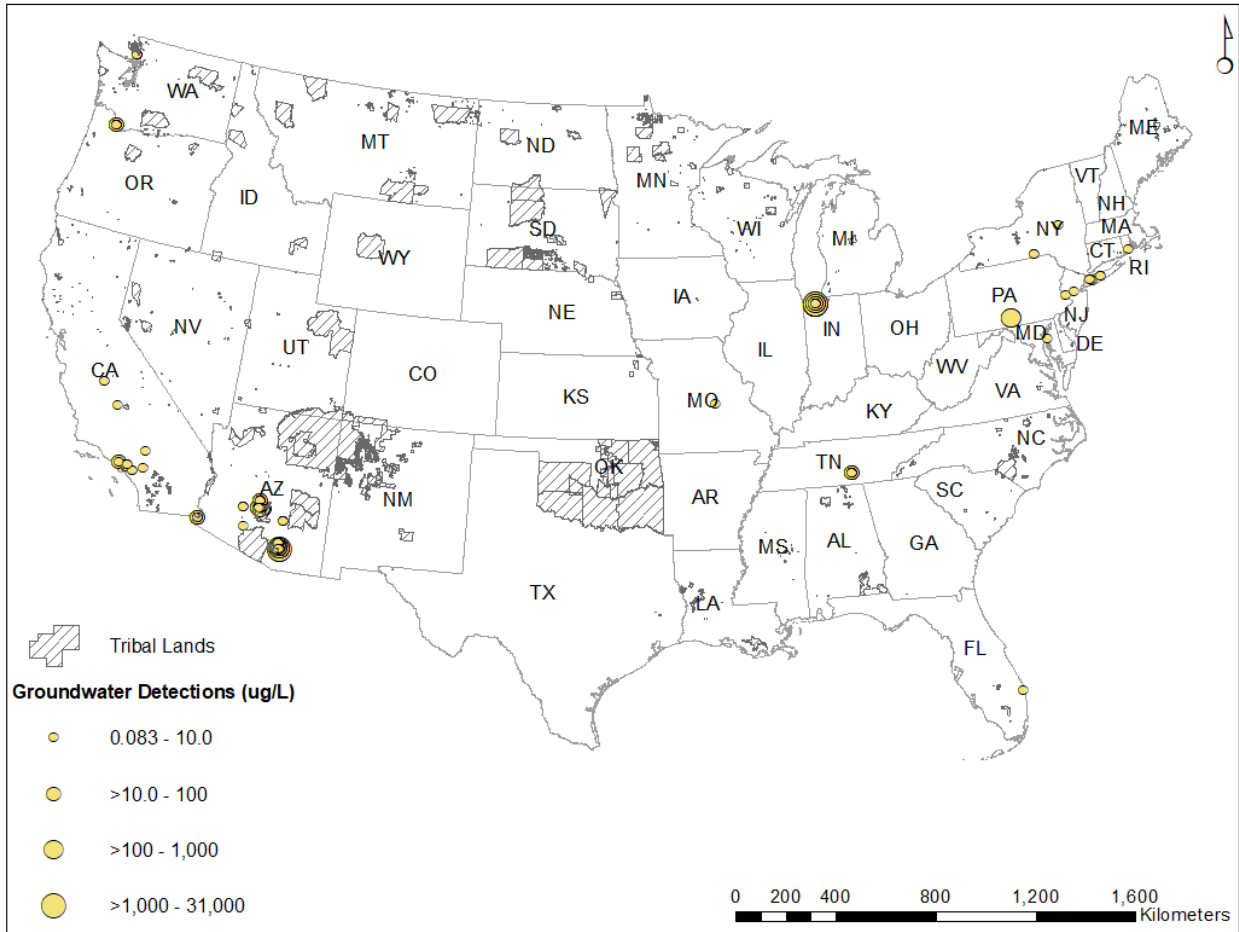 WA
MT
ND
MN
ME
OR
ID
SD
WI
MI
VT
NH
NY
MA
CT
RI
WY
NV
UT
NE
IA
PA
NJ
MD
DE
IL
IN
OH
WV
VA
CA
CO
KS
MO
KY
NC
AZ
NM
OK
TN
AR
SC
TX
MS
AL
GA
LA
FL
Tribal Lands
Groundwater Detections (ug/L)
0.083 - 10.0
>10.0 - 100
>100 - 1,000
>1,000 - 31,000
0 200 400 800 1,200 1,600
Kilometers